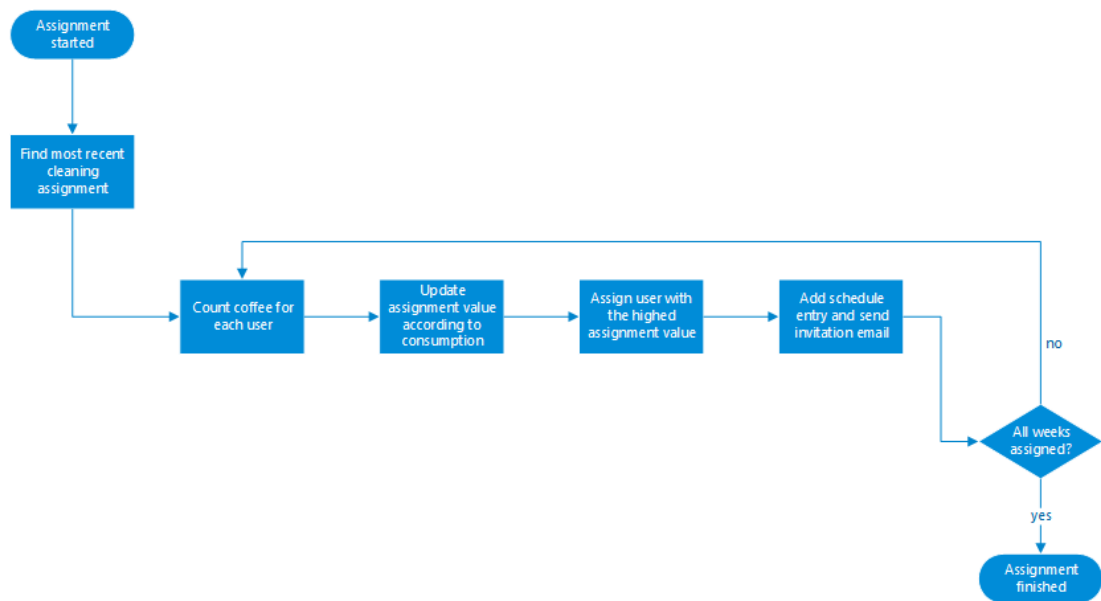 Assignment
started
Find most recent
cleaning
assignment
Count coffee for
each user
Update
assignment value
according to
consumption
Assign user with
the highed
assignment value
Add schedule
entry and send
invitation email
no
All weeks
assigned?
yes
Assignment
finished